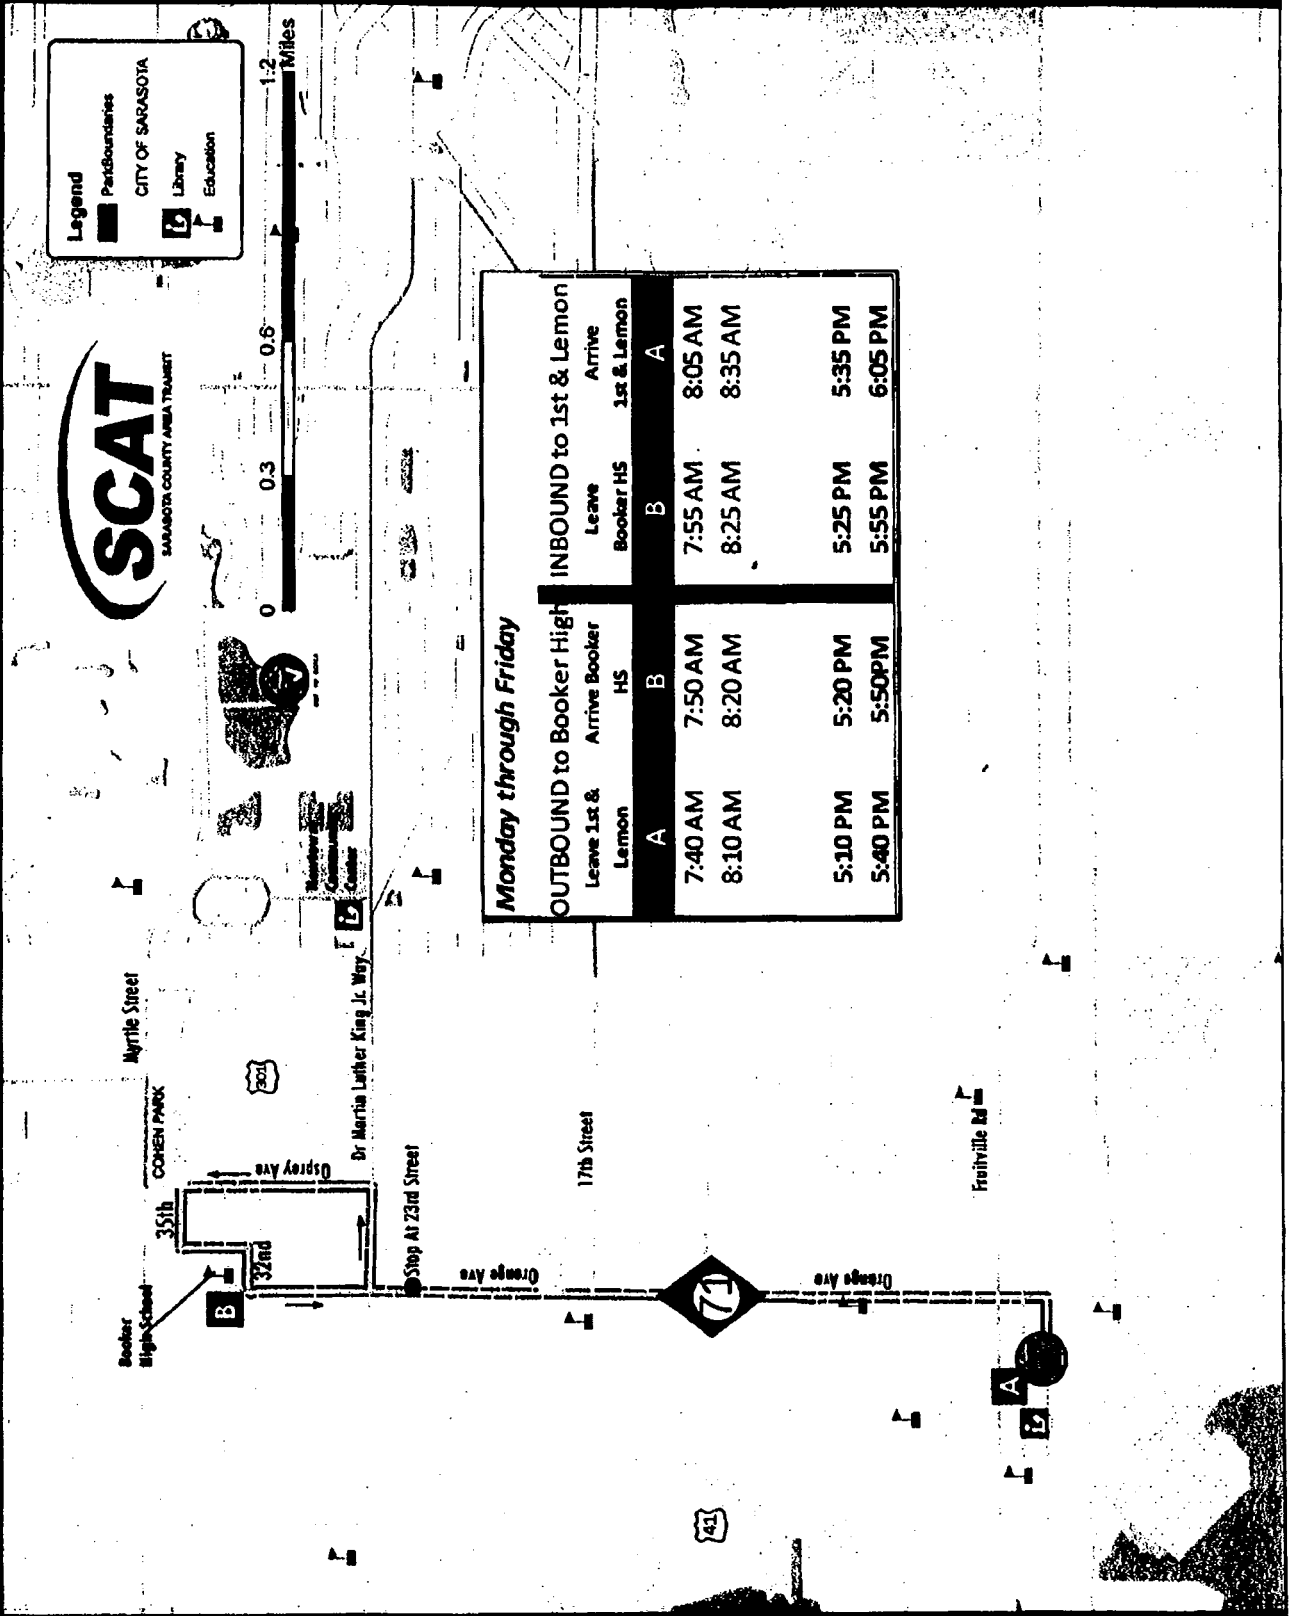 SCAT
SARASOTA COUNTY AREA TRANSIT
Legend
ParkBoundaries
CITY OF SARASOTA
Library
Education
0 0.3 0.6 1.2
Miles
Booker
High School
B
35th
32nd
COHEN PARK
Myrtle Street
301
Osprey Ave
Dr Martin Luther King Jr. Way
Newtown
Community
Center
Stop At 23rd Street
Orange Ave
17th Street
71
Orange Ave
Fruitville Rd
A
41
Monday through Friday
OUTBOUND to Booker High INBOUND to 1st & Lemon
Leave 1st & Arrive Booker Leave Arrive
Lemon HS Booker HS 1st & Lemon
A B B A
7:40 AM 7:50 AM 7:55 AM 8:05 AM
8:10 AM 8:20 AM 8:25 AM 8:35 AM
5:10 PM 5:20 PM 5:25 PM 5:35 PM
5:40 PM 5:50PM 5:55 PM 6:05 PM